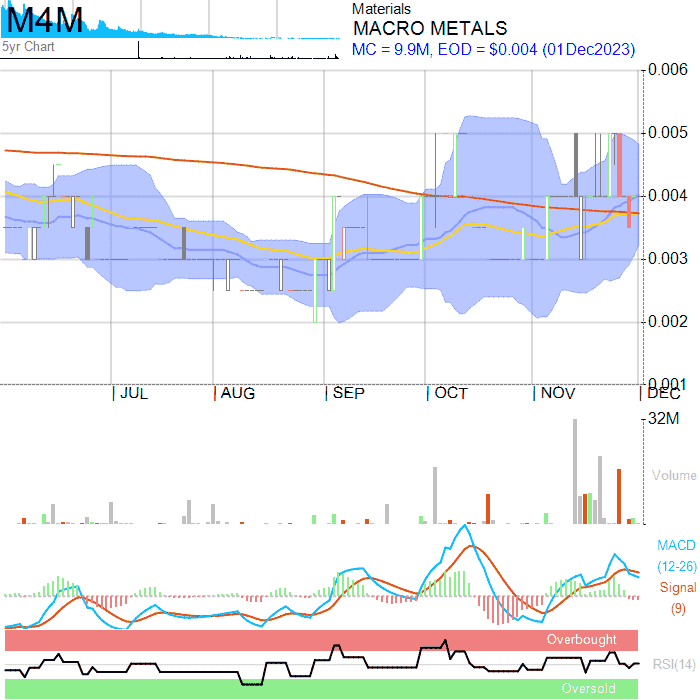 M4M
5yr Chart
Materials
MACRO METALS
MC = 9.9M, EOD = $0.004 (01Dec2023)
0.006
0.005
0.004
0.003
0.002
0.001
| JUL | AUG | SEP | OCT | NOV | DEC
32M
Volume
MACD
(12-26)
Signal
(9)
Overbought
RSI(14)
Oversold